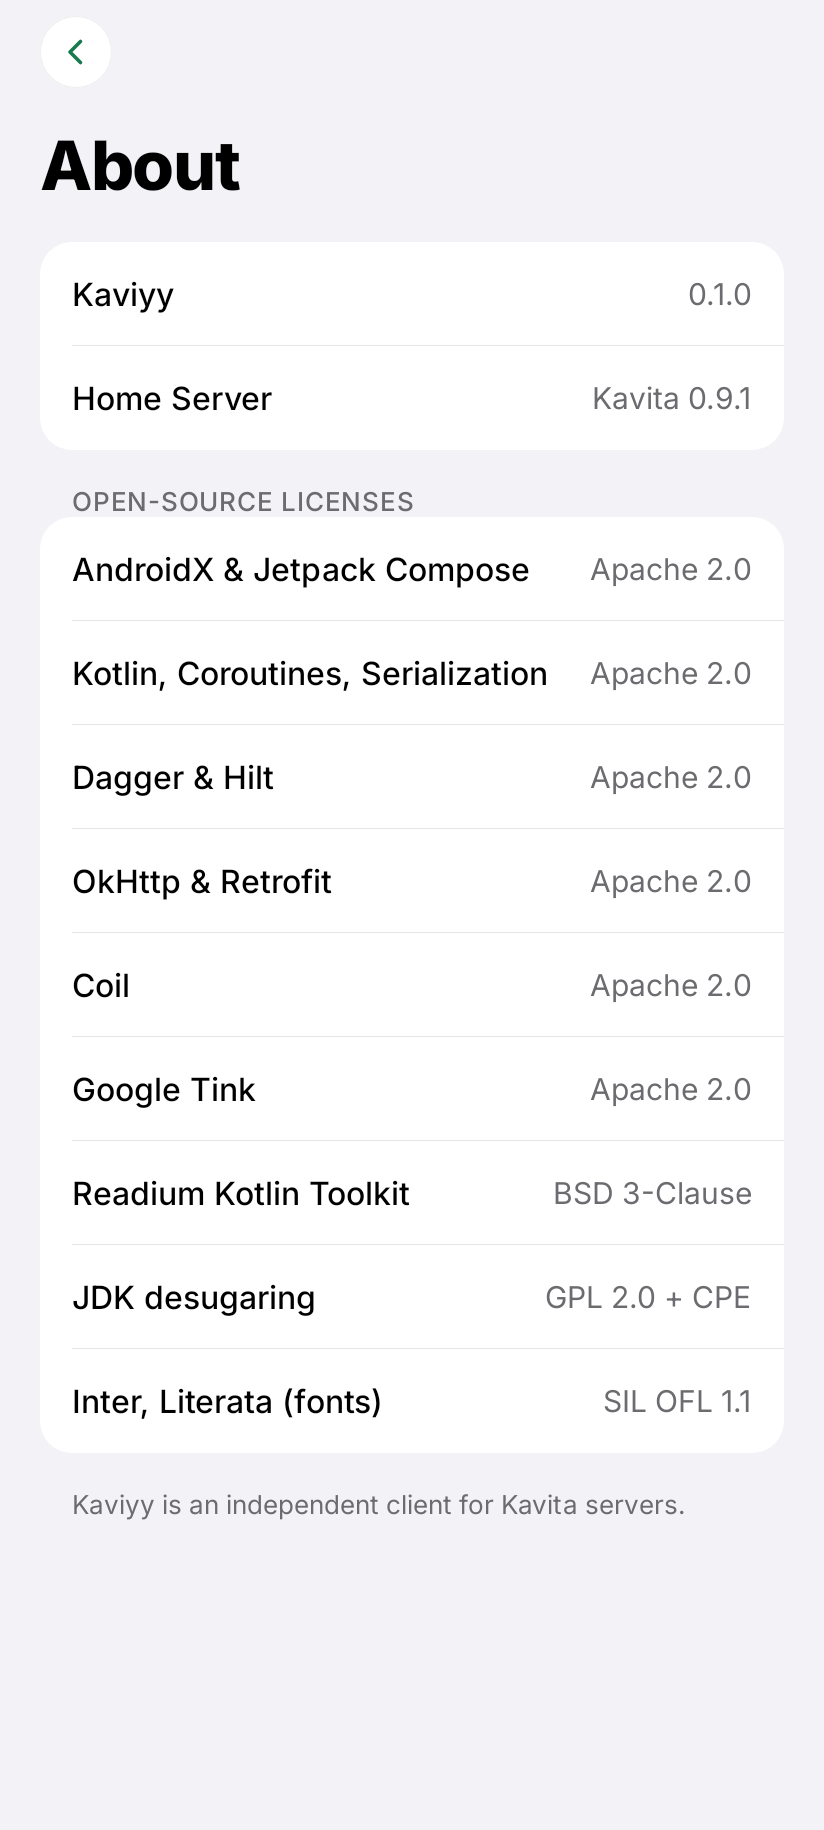 About
Kaviyy 0.1.0
Home Server Kavita 0.9.1
OPEN-SOURCE LICENSES
AndroidX & Jetpack Compose Apache 2.0
Kotlin, Coroutines, Serialization Apache 2.0
Dagger & Hilt Apache 2.0
OkHttp & Retrofit Apache 2.0
Coil Apache 2.0
Google Tink Apache 2.0
Readium Kotlin Toolkit BSD 3-Clause
JDK desugaring GPL 2.0 + CPE
Inter, Literata (fonts) SIL OFL 1.1
Kaviyy is an independent client for Kavita servers.